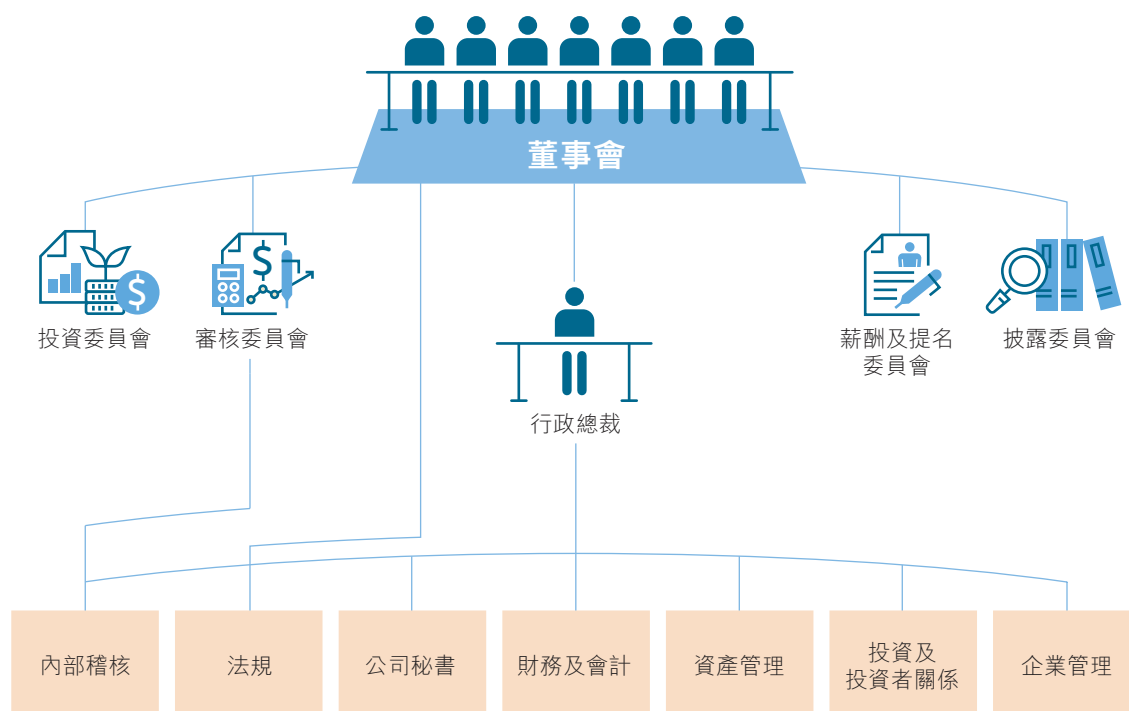 董事會
投資委員會
審核委員會
薪酬及提名
委員會
披露委員會
行政總裁
內部稽核
法規
公司秘書
財務及會計
資產管理
投資及
投資者關係
企業管理